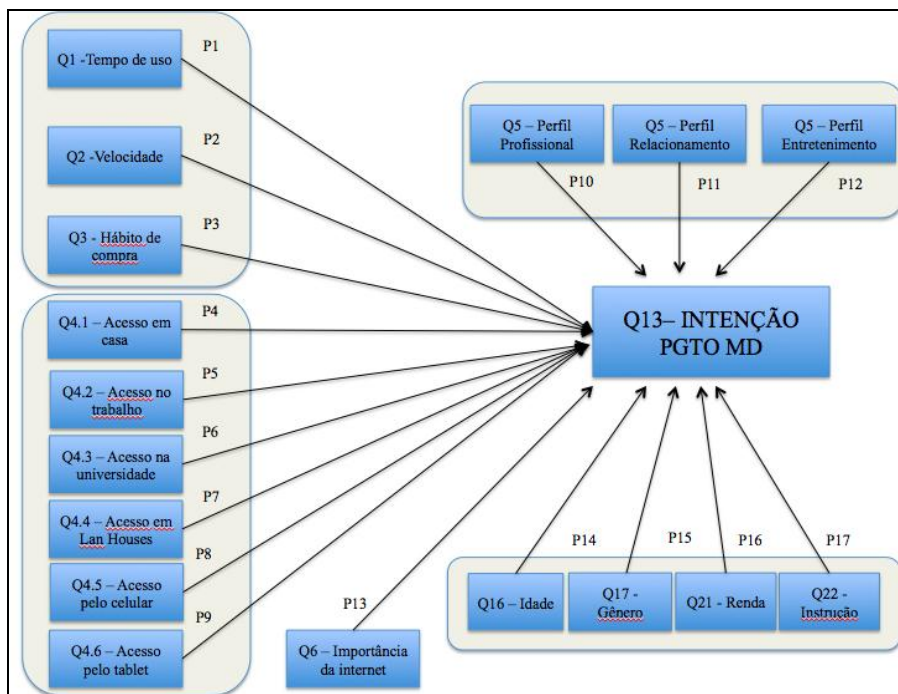 Q1 -Tempo de uso
P1
Q2 -Velocidade
P2
Q3 - Hábito de
compra
P3
Q4.1 – Acesso em
casa
P4
Q4.2 – Acesso no
trabalho
P5
Q4.3 – Acesso na
universidade
P6
Q4.4 – Acesso em
Lan Houses
P7
Q4.5 – Acesso
pelo celular
P8
Q4.6 – Acesso
pelo tablet
P9
Q5 – Perfil
Profissional
P10
Q5 – Perfil
Relacionamento
P11
Q5 – Perfil
Entretenimento
P12
Q13– INTENÇÃO
PGTO MD
P13
Q6 – Importância
da internet
P14
P15
P16
P17
Q16 – Idade
Q17 -
Gênero
Q21 - Renda
Q22 -
Instrução